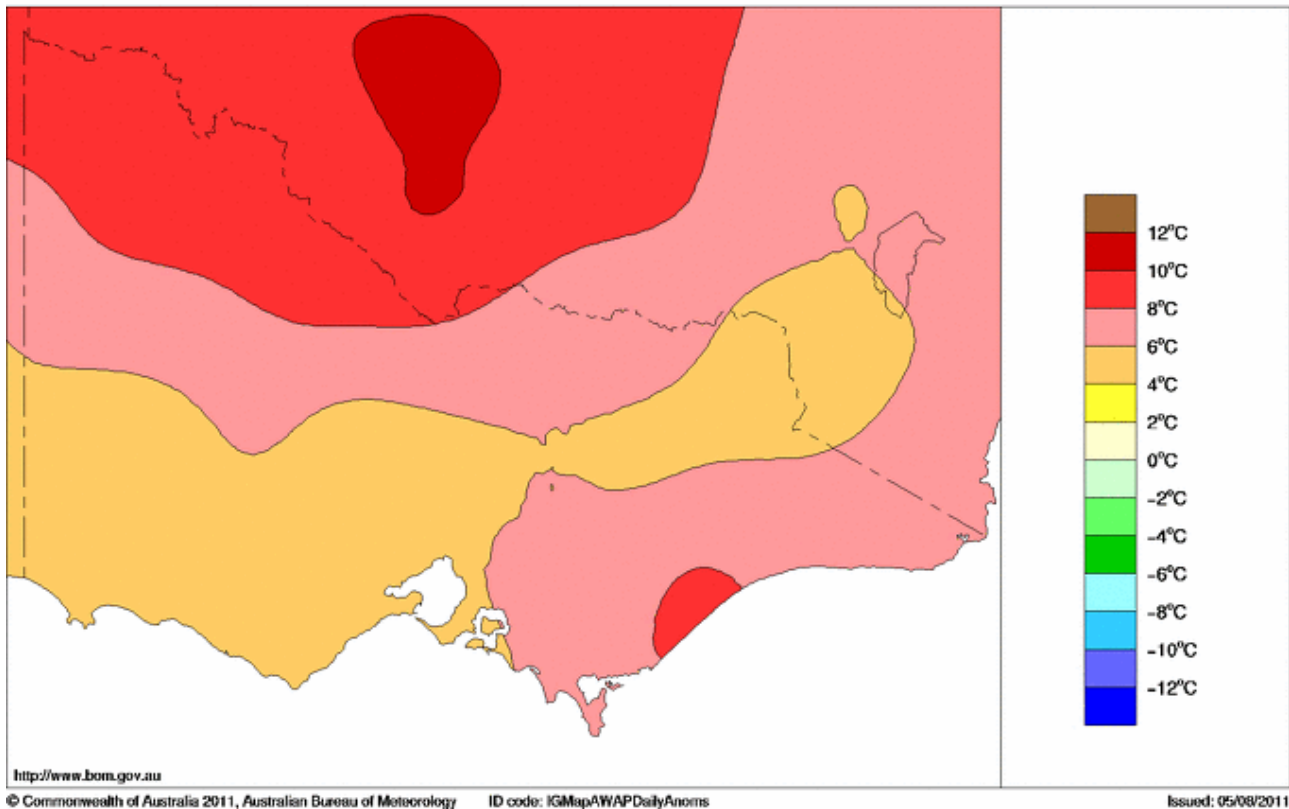 12°C
10°C
8°C
6°C
4°C
2°C
0°C
-2°C
-4°C
-6°C
-8°C
-10°C
-12°C
http://www.bom.gov.au
© Commonwealth of Australia 2011, Australian Bureau of Meteorology ID code: IGMapAWAPDailyAnoms Issued: 05/08/2011